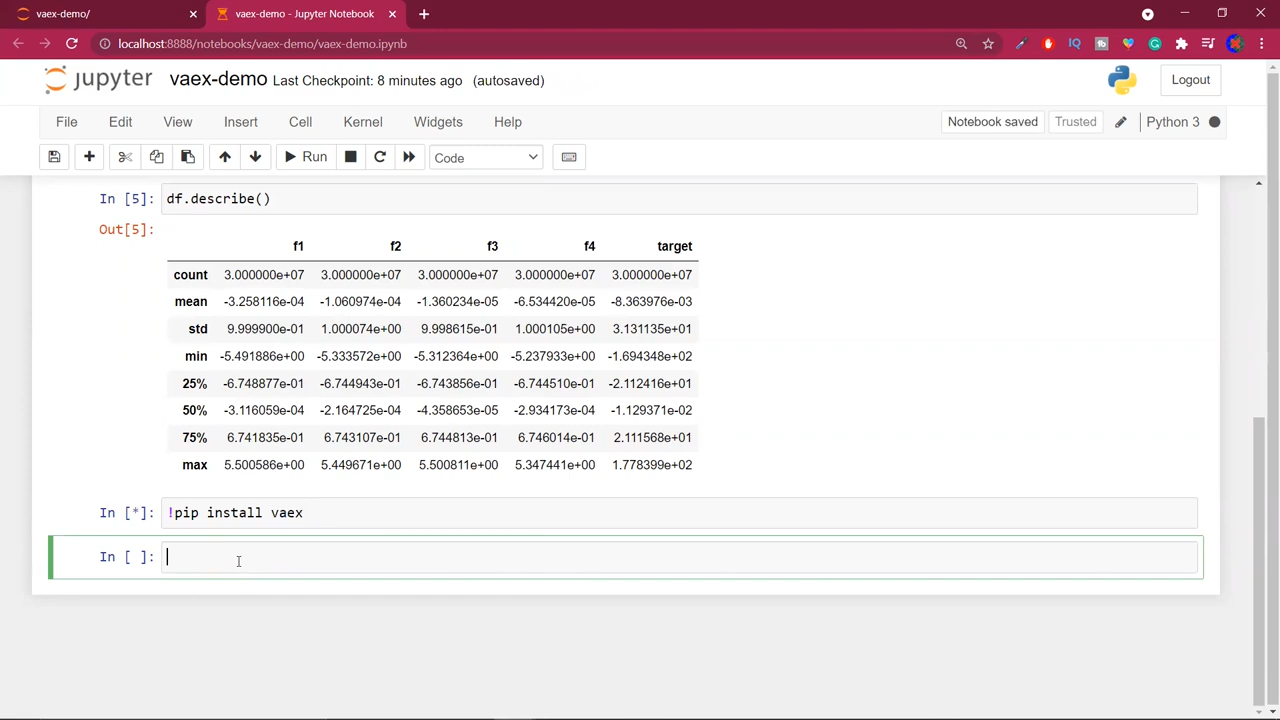 vaex-demo/
vaex-demo - Jupyter Notebook
localhost:8888/notebooks/vaex-demo/vaex-demo.ipynb
jupyter vaex-demo Last Checkpoint: 8 minutes ago (autosaved)
Logout
File Edit View Insert Cell Kernel Widgets Help
Notebook saved Trusted Python 3
Run Code
In [5]: df.describe()
Out[5]:
f1 f2 f3 f4 target
count 3.000000e+07 3.000000e+07 3.000000e+07 3.000000e+07 3.000000e+07
mean -3.258116e-04 -1.060974e-04 -1.360234e-05 -6.534420e-05 -8.363976e-03
std 9.999900e-01 1.000074e+00 9.998615e-01 1.000105e+00 3.131135e+01
min -5.491886e+00 -5.333572e+00 -5.312364e+00 -5.237933e+00 -1.694348e+02
25% -6.748877e-01 -6.744943e-01 -6.743856e-01 -6.744510e-01 -2.112416e+01
50% -3.116059e-04 -2.164725e-04 -4.358653e-05 -2.934173e-04 -1.129371e-02
75% 6.741835e-01 6.743107e-01 6.744813e-01 6.746014e-01 2.111568e+01
max 5.500586e+00 5.449671e+00 5.500811e+00 5.347441e+00 1.778399e+02
In [*]: !pip install vaex
In [ ]: